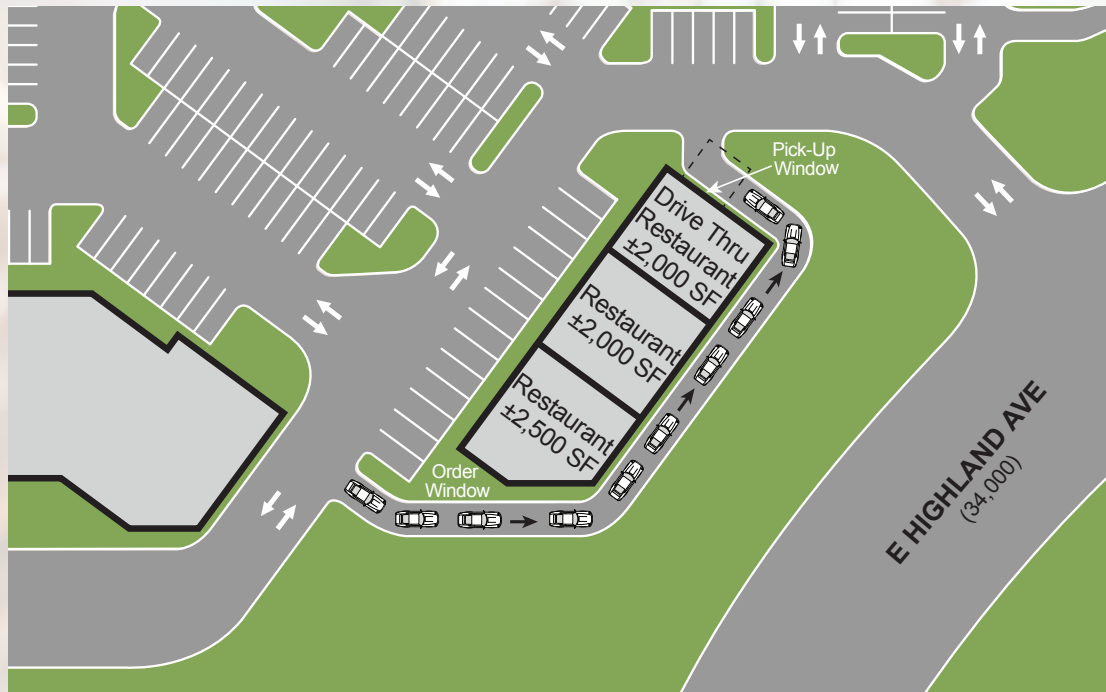 Pick-Up
Window
Drive Thru
Restaurant
±2,000 SF
Restaurant
±2,000 SF
Restaurant
±2,500 SF
Order
Window
E HIGHLAND AVE
(34,000)